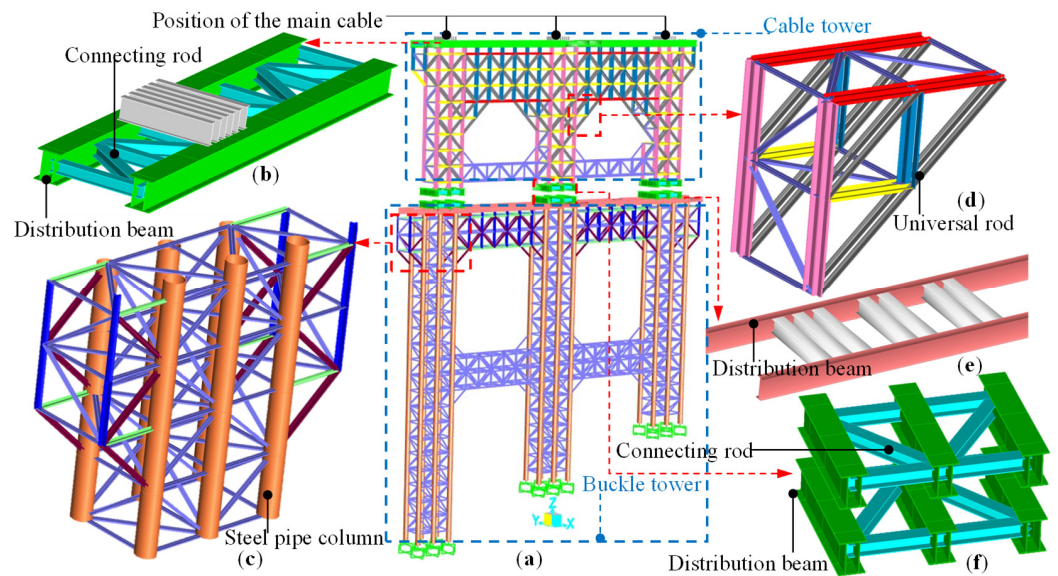 Position of the main cable
Cable tower
Connecting rod
(b)
Distribution beam
(d)
Universal rod
Distribution beam
(e)
Connecting rod
Buckle tower
Z
Y
X
Steel pipe column
(c)
(a)
Distribution beam
(f)